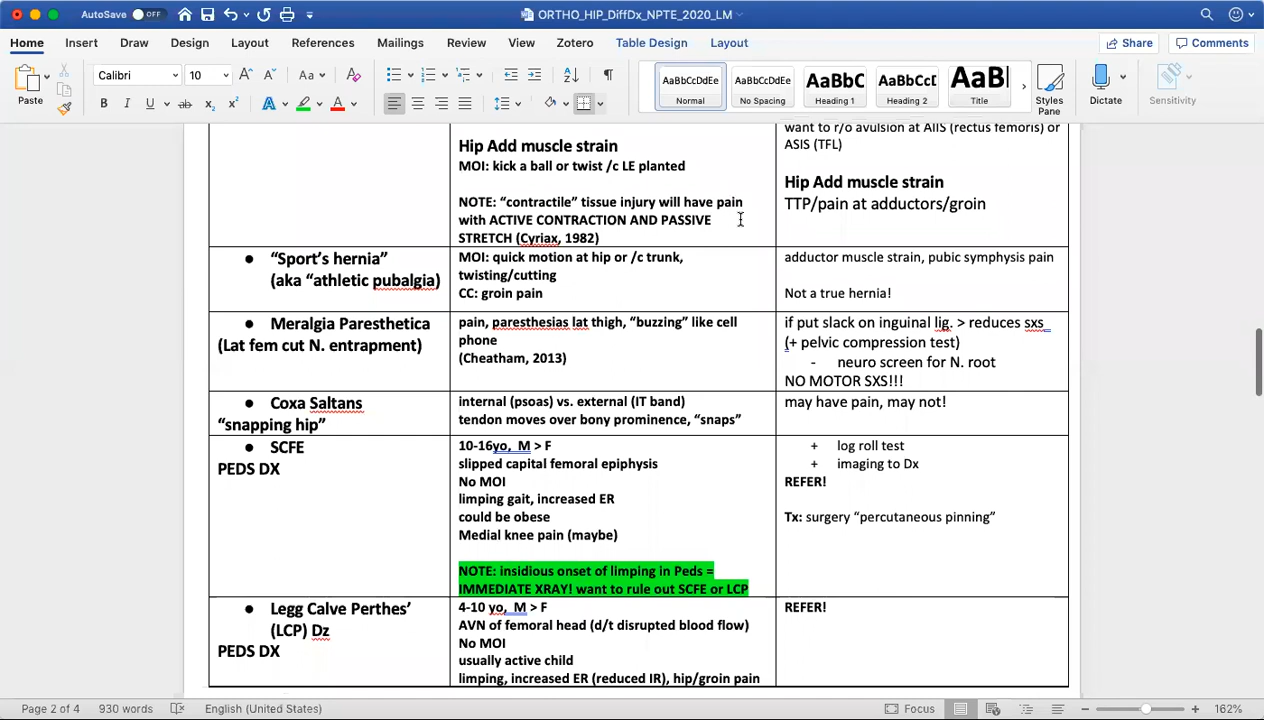 AutoSave OFF
ORTHO_HIP_DiffDx_NPTE_2020_LM
Home Insert Draw Design Layout References Mailings Review View Zotero Table Design Layout
Share Comments
Paste
Calibri 10
A A Aa A
B I U ab x2 x2 A A
AaBbCcDdEe AaBbCcDdEe AaBbC AaBbCcD AaB
Normal No Spacing Heading 1 Heading 2 Title
Styles Pane
Dictate
Sensitivity
Hip Add muscle strain
MOI: kick a ball or twist /c LE planted
NOTE: “contractile” tissue injury will have pain
with ACTIVE CONTRACTION AND PASSIVE
STRETCH (Cyriax, 1982)
want to r/o avulsion at AIIS (rectus femoris) or
ASIS (TFL)
Hip Add muscle strain
TTP/pain at adductors/groin
● “Sport’s hernia”
(aka “athletic pubalgia)
MOI: quick motion at hip or /c trunk,
twisting/cutting
CC: groin pain
adductor muscle strain, pubic symphysis pain
Not a true hernia!
● Meralgia Paresthetica
(Lat fem cut N. entrapment)
pain, paresthesias lat thigh, “buzzing” like cell
phone
(Cheatham, 2013)
if put slack on inguinal lig. > reduces sxs
(+ pelvic compression test)
- neuro screen for N. root
NO MOTOR SXS!!!
● Coxa Saltans
“snapping hip”
internal (psoas) vs. external (IT band)
tendon moves over bony prominence, “snaps”
may have pain, may not!
● SCFE
PEDS DX
10-16yo, M > F
slipped capital femoral epiphysis
No MOI
limping gait, increased ER
could be obese
Medial knee pain (maybe)
NOTE: insidious onset of limping in Peds =
IMMEDIATE XRAY! want to rule out SCFE or LCP
+ log roll test
+ imaging to Dx
REFER!
Tx: surgery “percutaneous pinning”
● Legg Calve Perthes’
(LCP) Dz
PEDS DX
4-10 yo, M > F
AVN of femoral head (d/t disrupted blood flow)
No MOI
usually active child
limping, increased ER (reduced IR), hip/groin pain
REFER!
Page 2 of 4 930 words English (United States) Focus 162%